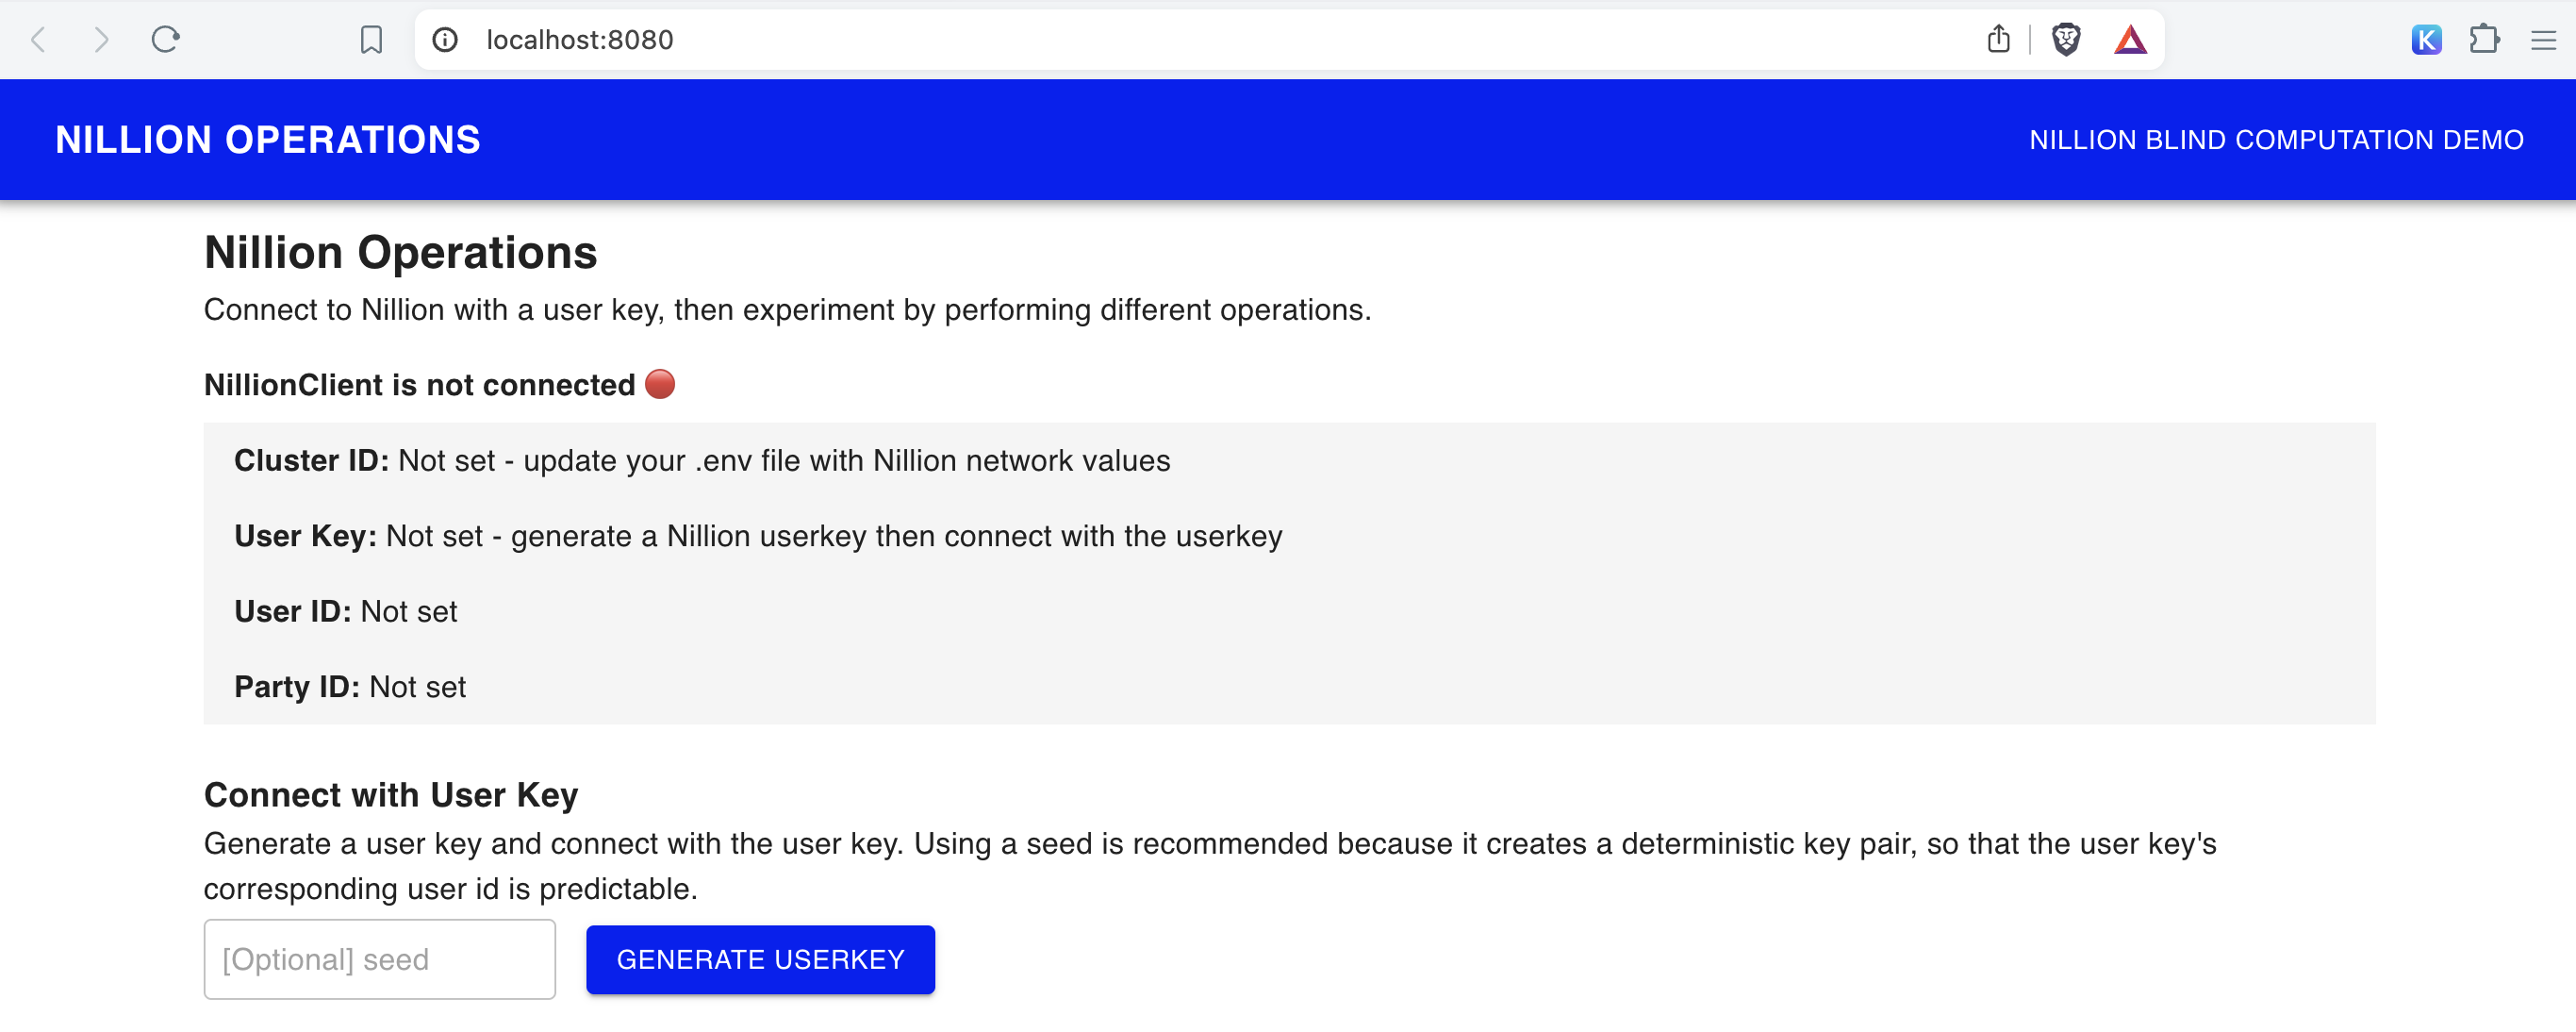 localhost:8080
K
NILLION OPERATIONS
NILLION BLIND COMPUTATION DEMO
Nillion Operations
Connect to Nillion with a user key, then experiment by performing different operations.
NillionClient is not connected 🔴
Cluster ID: Not set - update your .env file with Nillion network values
User Key: Not set - generate a Nillion userkey then connect with the userkey
User ID: Not set
Party ID: Not set
Connect with User Key
Generate a user key and connect with the user key. Using a seed is recommended because it creates a deterministic key pair, so that the user key's
corresponding user id is predictable.
[Optional] seed
GENERATE USERKEY